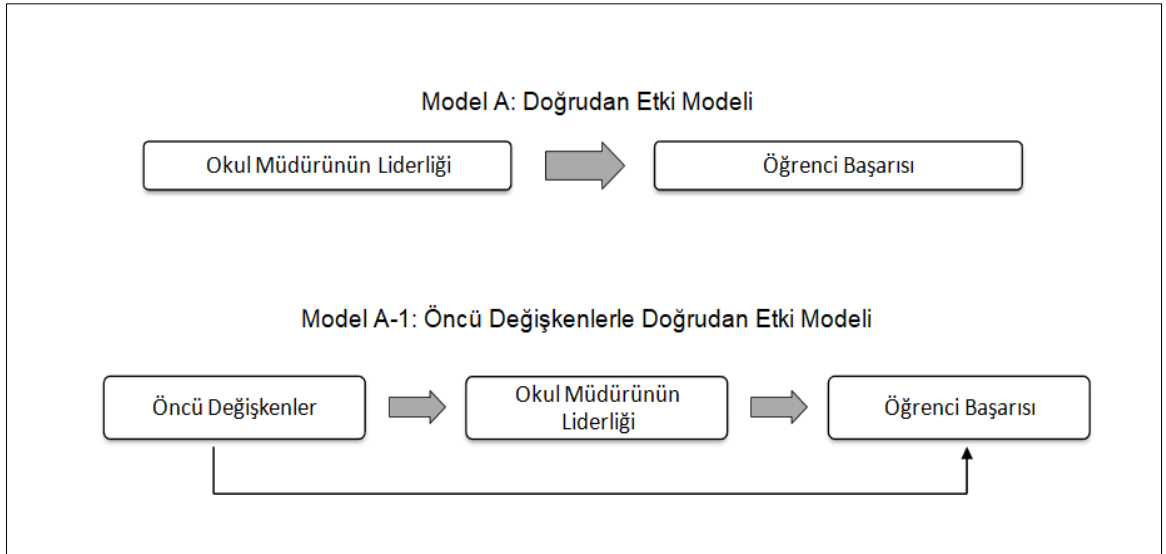 Model A: Doğrudan Etki Modeli
Okul Müdürünün Liderliği
Öğrenci Başarısı
Model A-1: Öncü Değişkenlerle Doğrudan Etki Modeli
Öncü Değişkenler
Okul Müdürünün
Liderliği
Öğrenci Başarısı